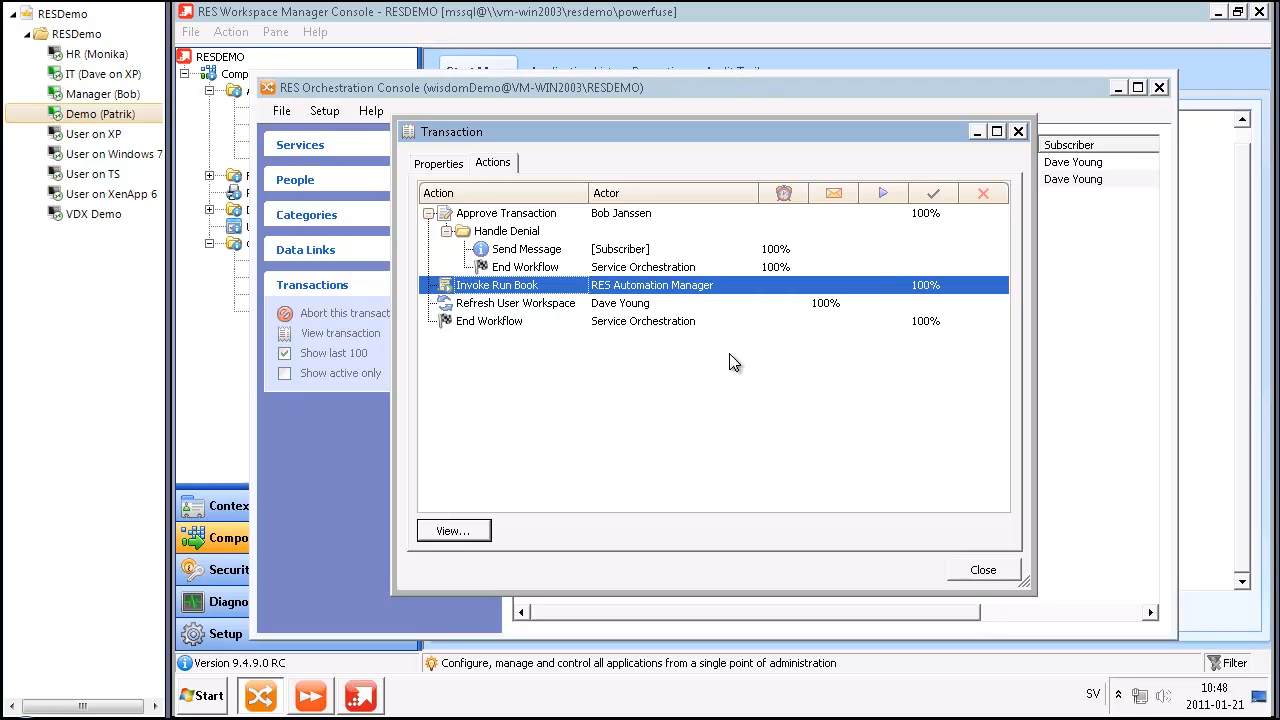 RESDemo
RESDemo
HR (Monika)
IT (Dave on XP)
Manager (Bob)
Demo (Patrik)
User on XP
User on Windows 7
User on TS
User on XenApp 6
VDX Demo
RES Workspace Manager Console - RESDEMO
File Action Pane Help
RESDEMO
Comp
RES Orchestration Console (wvrmDemo@VM-WIN2003\RESDEMO)
File Setup Help
Services
People
Categories
Data Links
Transactions
Abort this transact
View transaction
Show last 100
Show active only
Transaction
Properties Actions
Action Actor
Approve Transaction Bob Janssen 100%
Handle Denial
Send Message [Subscriber] 100%
End Workflow Service Orchestration 100%
Invoke Run Book RES Automation Manager 100%
Refresh User Workspace Dave Young 100%
End Workflow Service Orchestration 100%
View...
Close
Subscriber
Dave Young
Dave Young
Contex
Compo
Securit
Diagno
Setup
Version 9.4.9.0 RC
Configure, manage and control all applications from a single point of administration
Filter
Start
SV
10:48
2011-01-21